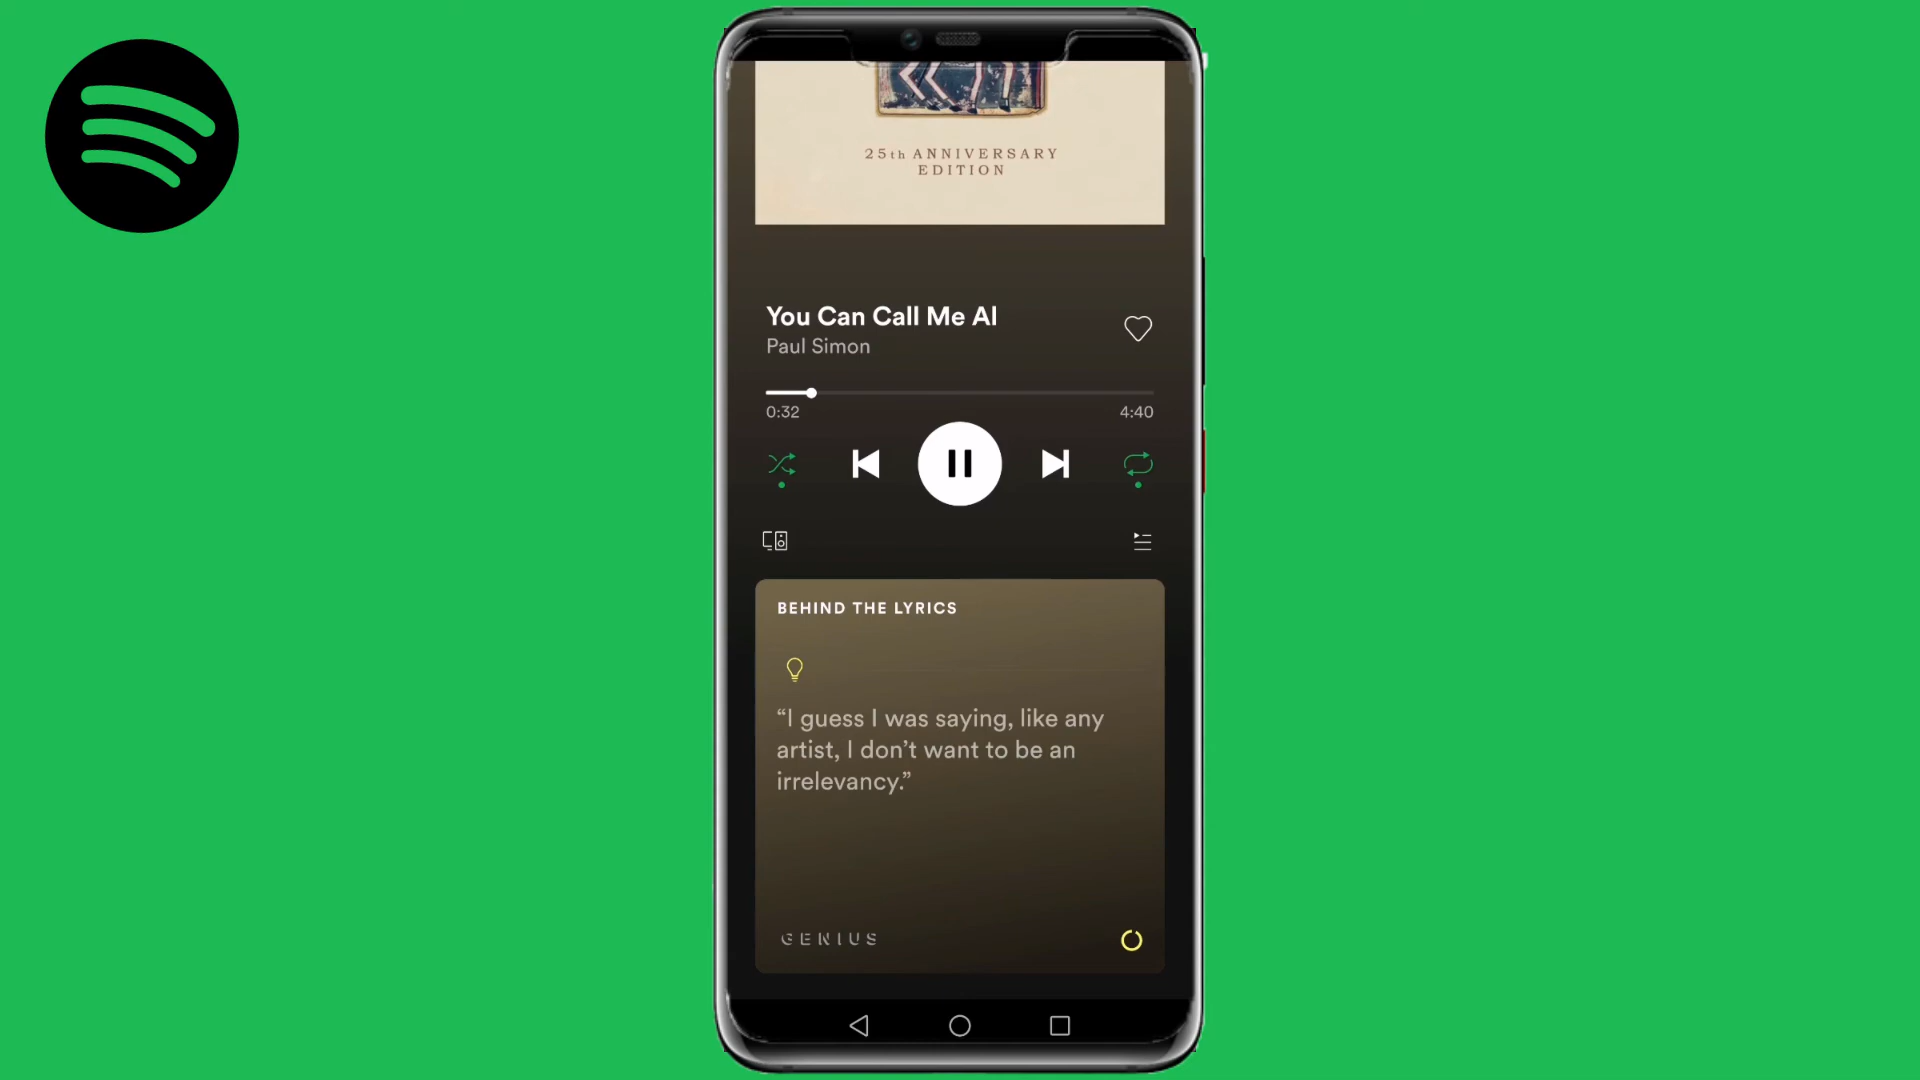 25th ANNIVERSARY
EDITION
You Can Call Me Al
Paul Simon
0:32
4:40
BEHIND THE LYRICS
“I guess I was saying, like any
artist, I don’t want to be an
irrelevancy.”
GENIUS